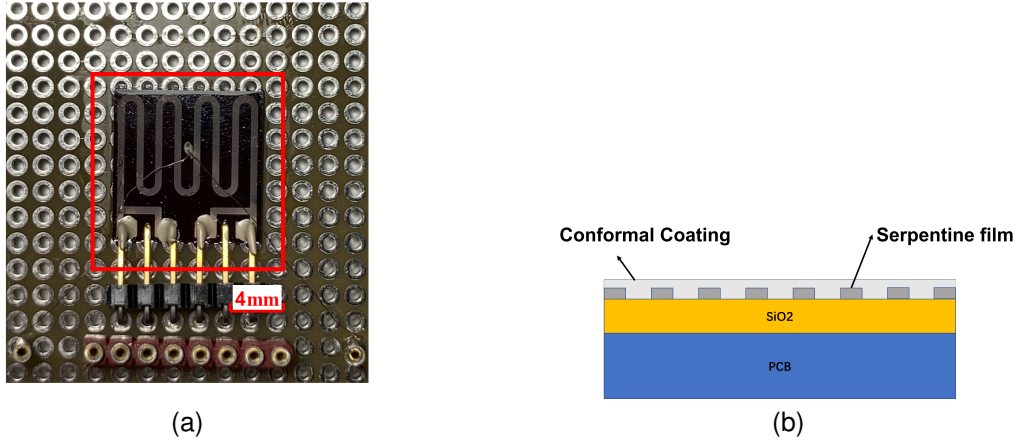 4mm
(a)
Conformal Coating
Serpentine film
SiO2
PCB
(b)